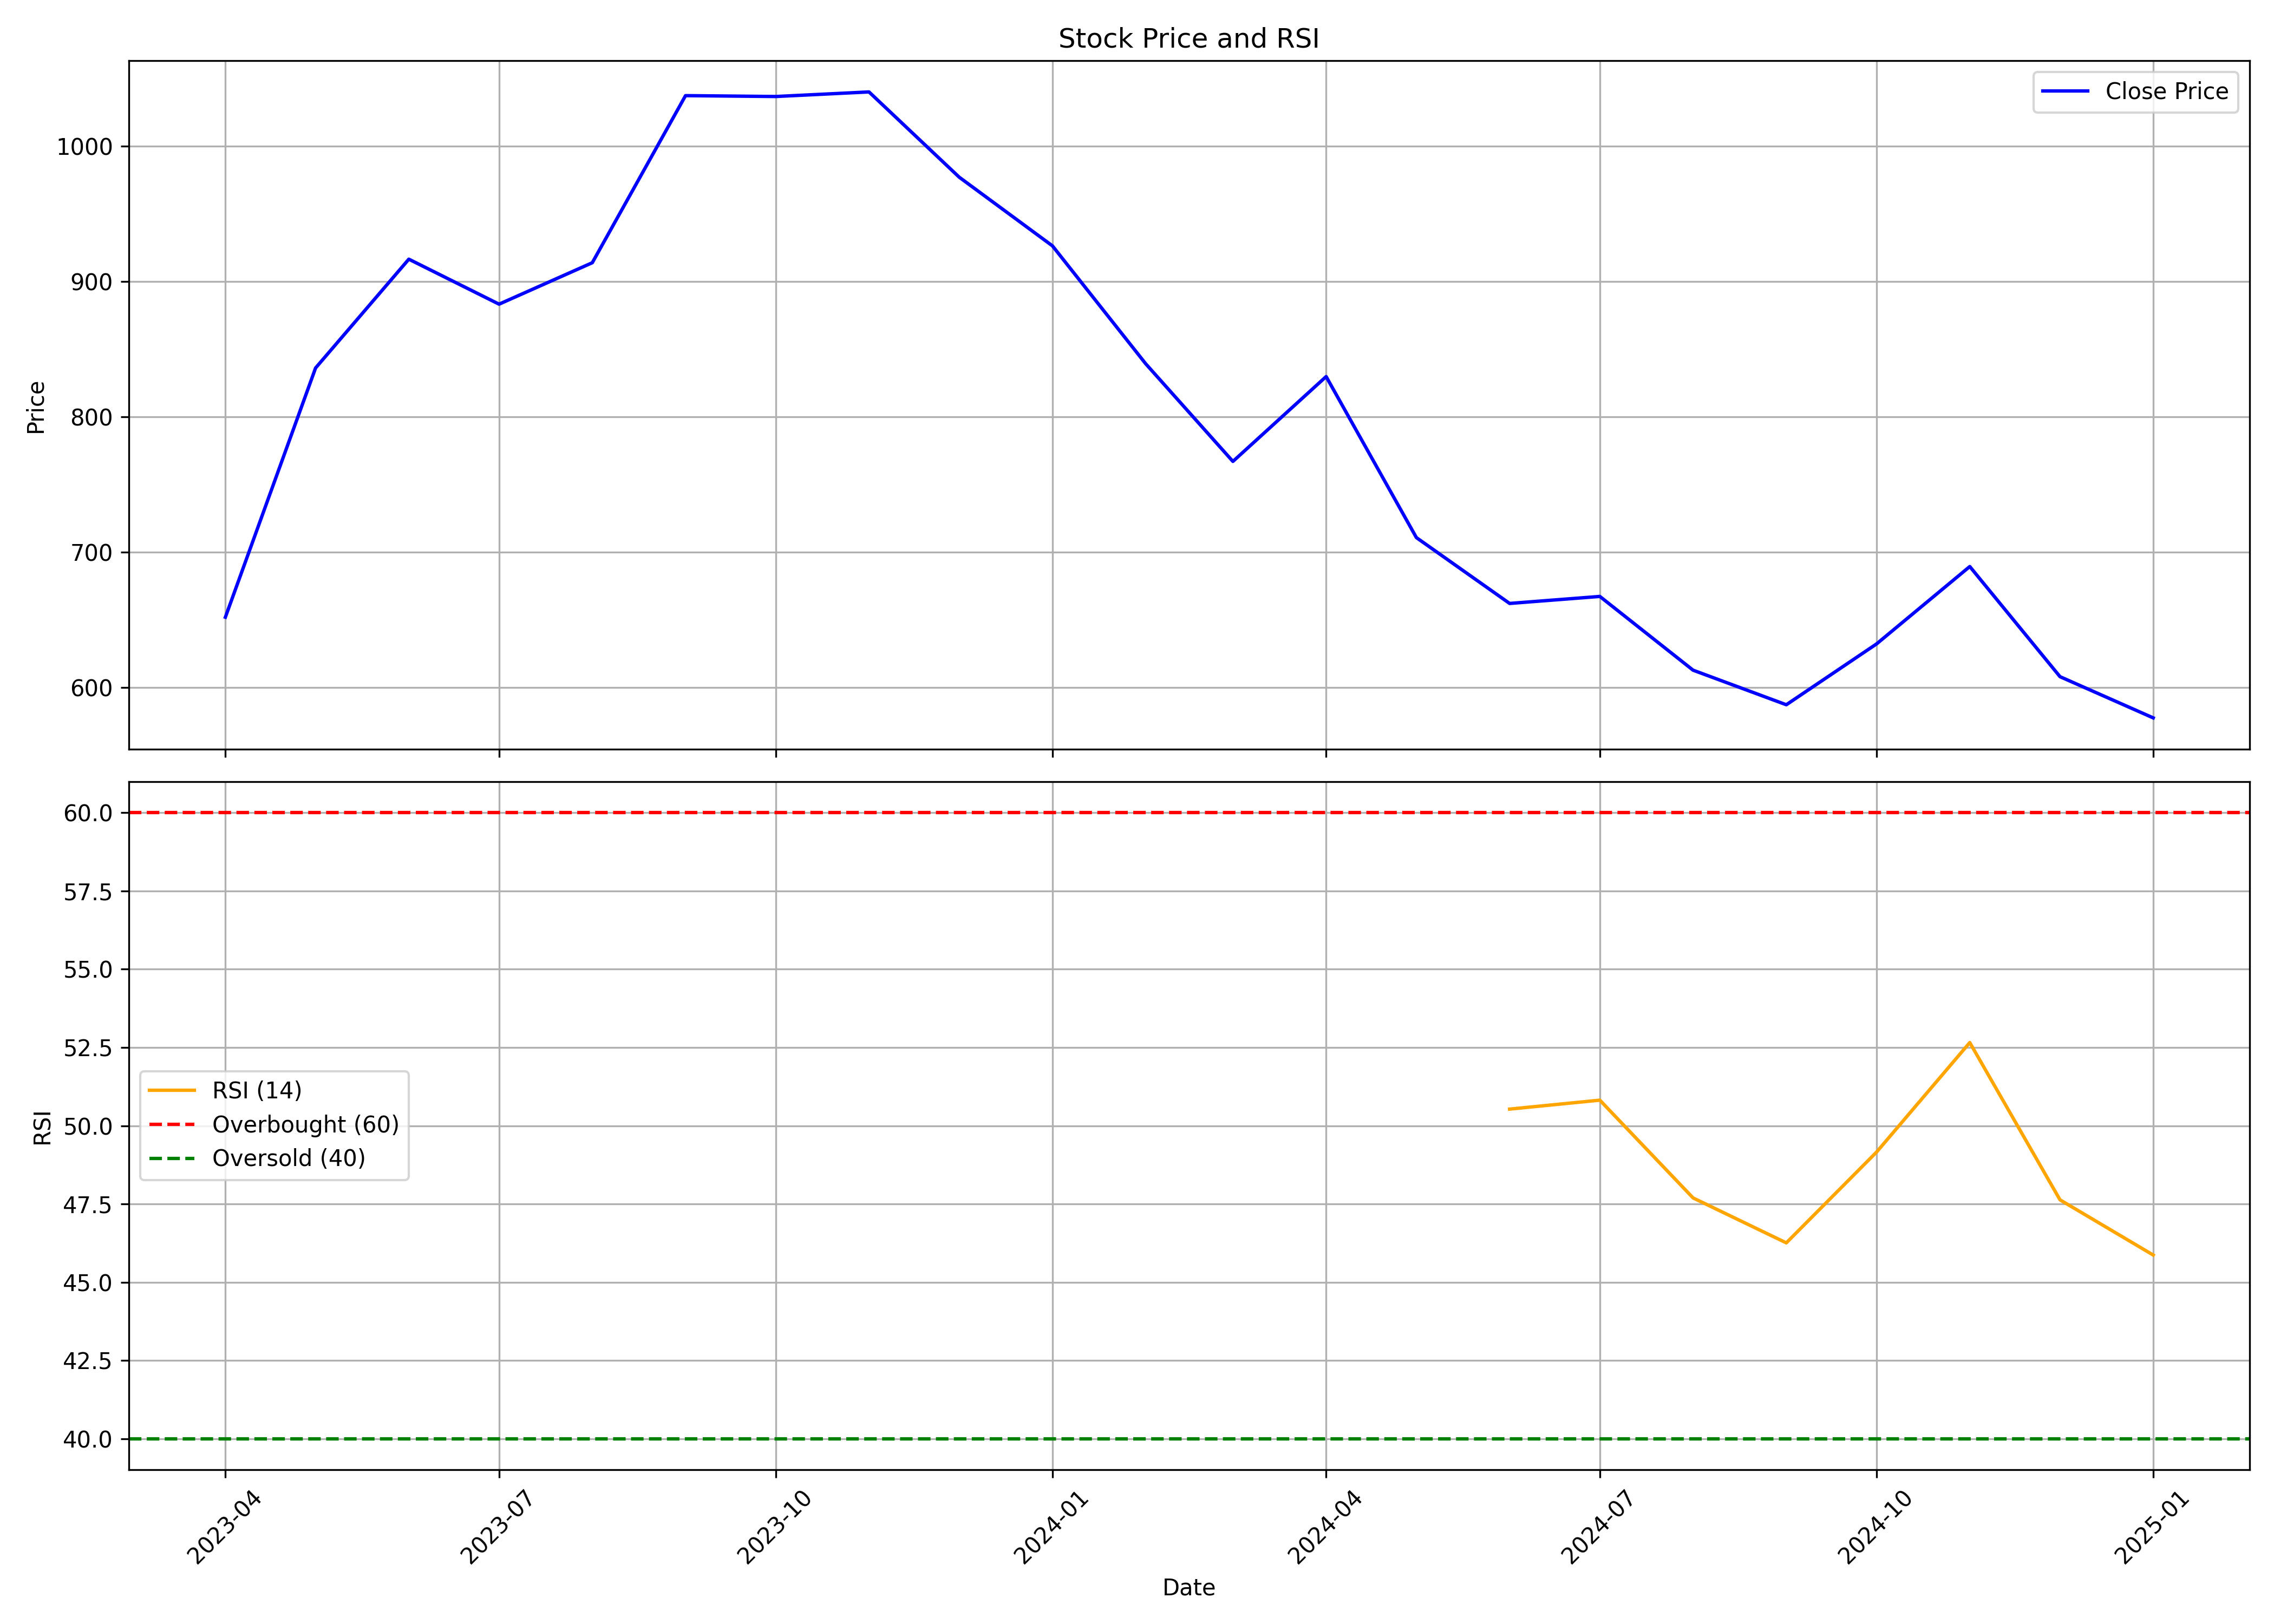 Stock Price and RSI
Close Price
Price
1000
900
800
700
600
RSI
60.0
57.5
55.0
52.5
50.0
47.5
45.0
42.5
40.0
RSI (14)
Overbought (60)
Oversold (40)
2023-04
2023-07
2023-10
2024-01
2024-04
2024-07
2024-10
2025-01
Date